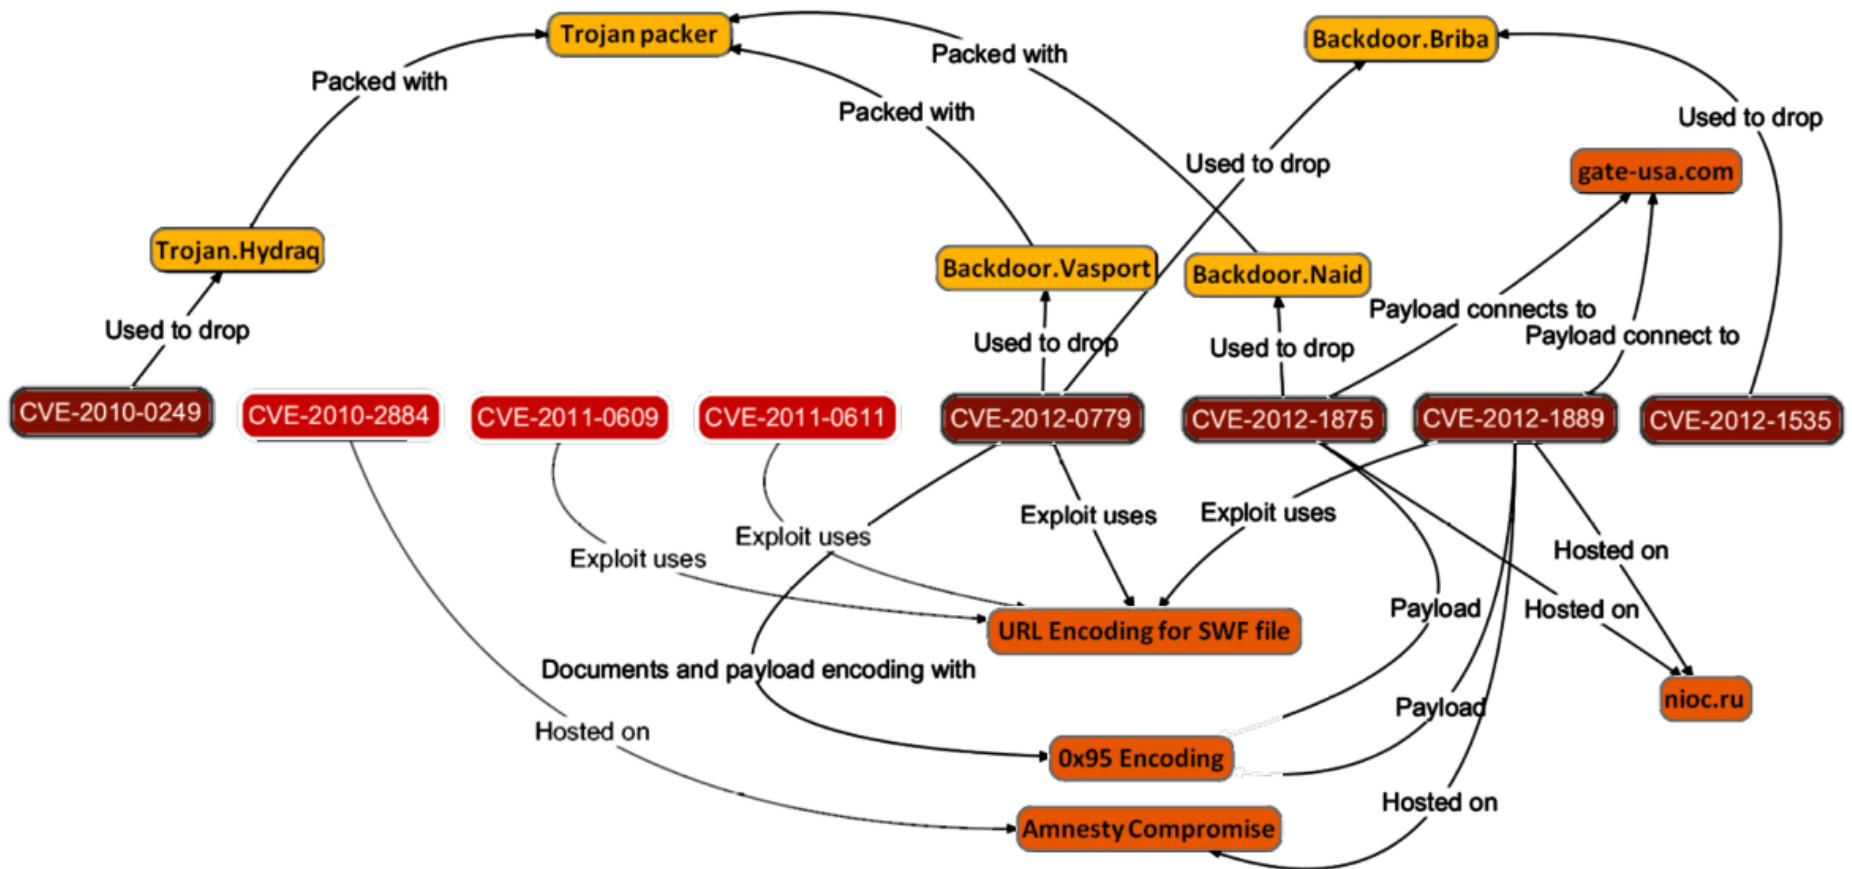 Trojan packer
Backdoor.Briba
Packed with
Packed with
Packed with
Used to drop
Used to drop
gate-usa.com
Trojan.Hydraq
Backdoor.Vasport
Backdoor.Naid
Payload connects to
Payload connect to
Used to drop
Used to drop
Used to drop
CVE-2010-0249
CVE-2010-2884
CVE-2011-0609
CVE-2011-0611
CVE-2012-0779
CVE-2012-1875
CVE-2012-1889
CVE-2012-1535
Exploit uses
Exploit uses
Exploit uses
Exploit uses
Hosted on
Hosted on
Payload
URL Encoding for SWF file
Documents and payload encoding with
nioc.ru
Payload
Hosted on
0x95 Encoding
Hosted on
Amnesty Compromise